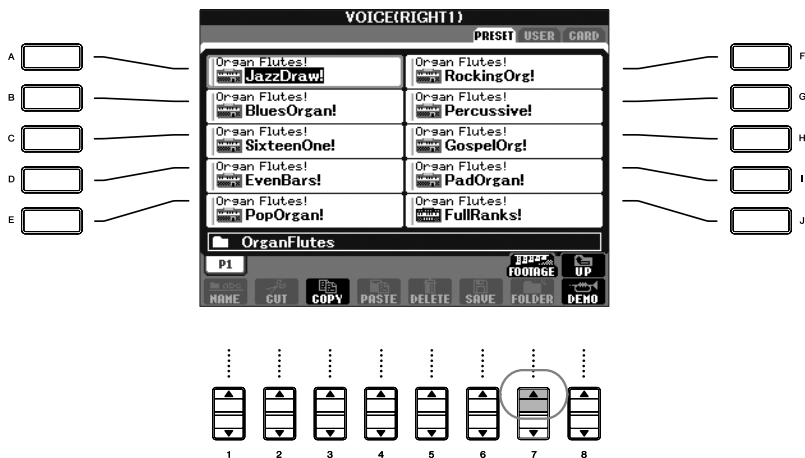 VOICE(RIGHT1)
PRESET USER CARD
A
B
C
D
E
Organ Flutes!
JazzDraw!
Organ Flutes!
BluesOrgan!
Organ Flutes!
SixteenOne!
Organ Flutes!
EvenBars!
Organ Flutes!
PopOrgan!
Organ Flutes!
RockingOrg!
Organ Flutes!
Percussive!
Organ Flutes!
GospelOrg!
Organ Flutes!
PadOrgan!
Organ Flutes!
FullRanks!
F
G
H
I
J
OrganFlutes
P1
FOOTAGE UP
abc
NAME CUT COPY PASTE DELETE SAVE FOLDER DEMO
1 2 3 4 5 6 7 8